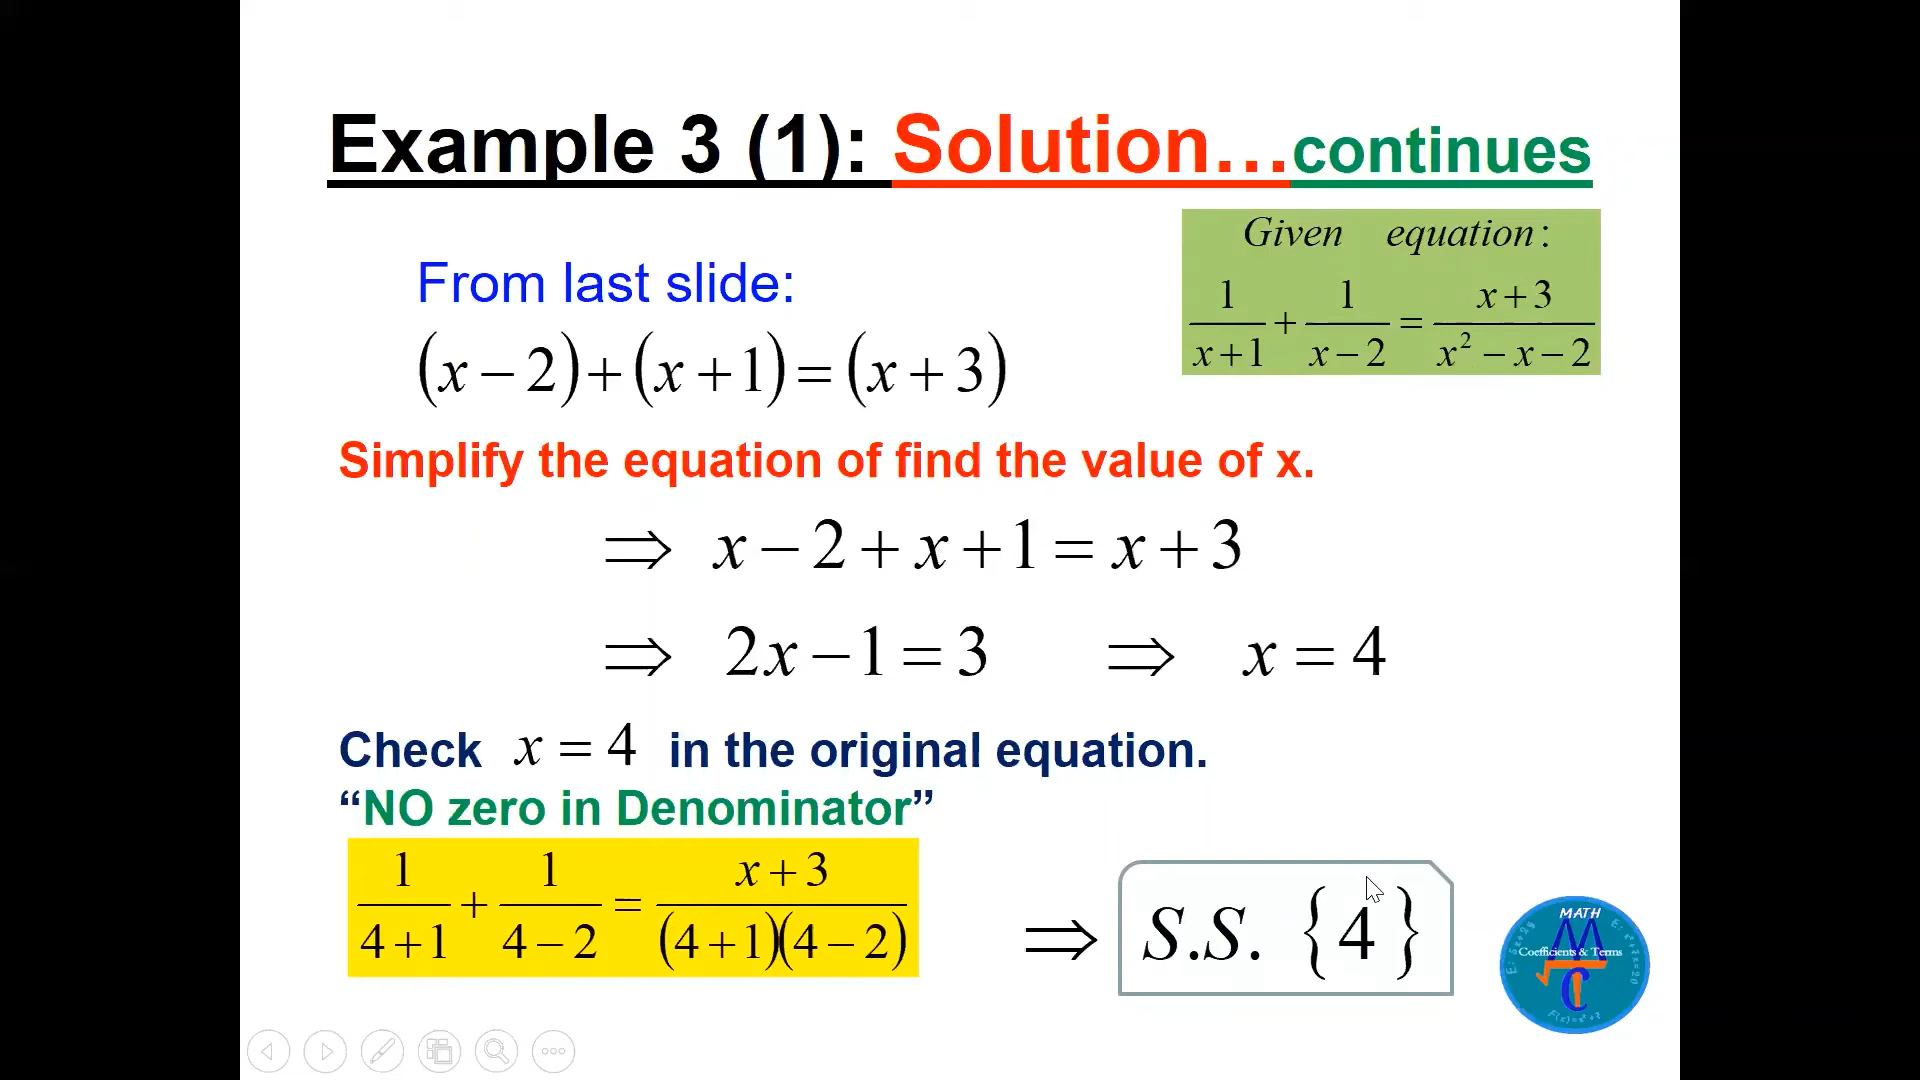 Example 3 (1): Solution…continues
Given equation:
1/(x+1) + 1/(x−2) = (x+3)/(x² − x − 2)
From last slide:
(x − 2) + (x + 1) = (x + 3)
Simplify the equation of find the value of x.
⇒ x − 2 + x + 1 = x + 3
⇒ 2x − 1 = 3 ⇒ x = 4
Check x = 4 in the original equation.
“NO zero in Denominator”
1/(4+1) + 1/(4−2) = (x+3)/((4+1)(4−2))
⇒ S.S. {4}
MATH
Coefficients & Terms